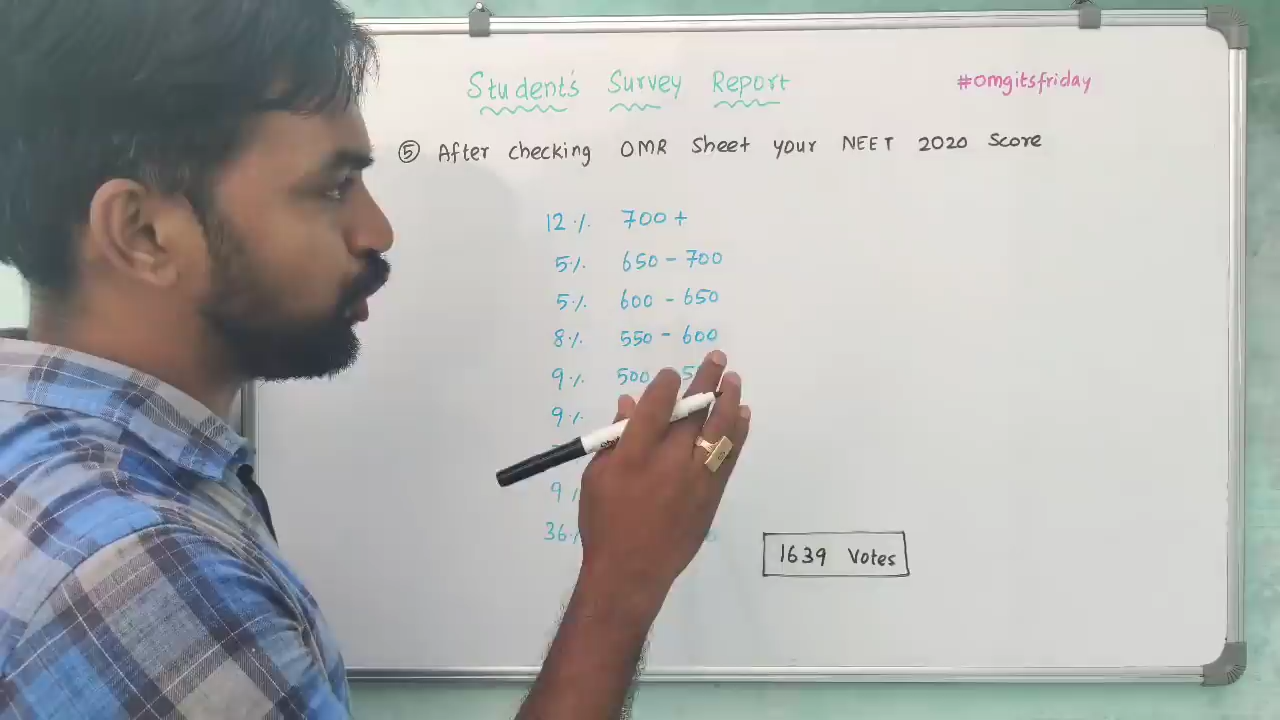 Student's Survey Report
#omgitsfriday
⑤ After checking OMR Sheet your NEET 2020 Score
12% 700+
5% 650 - 700
5% 600 - 650
8% 550 - 600
9% 500
9%
9%
36%
1639 Votes